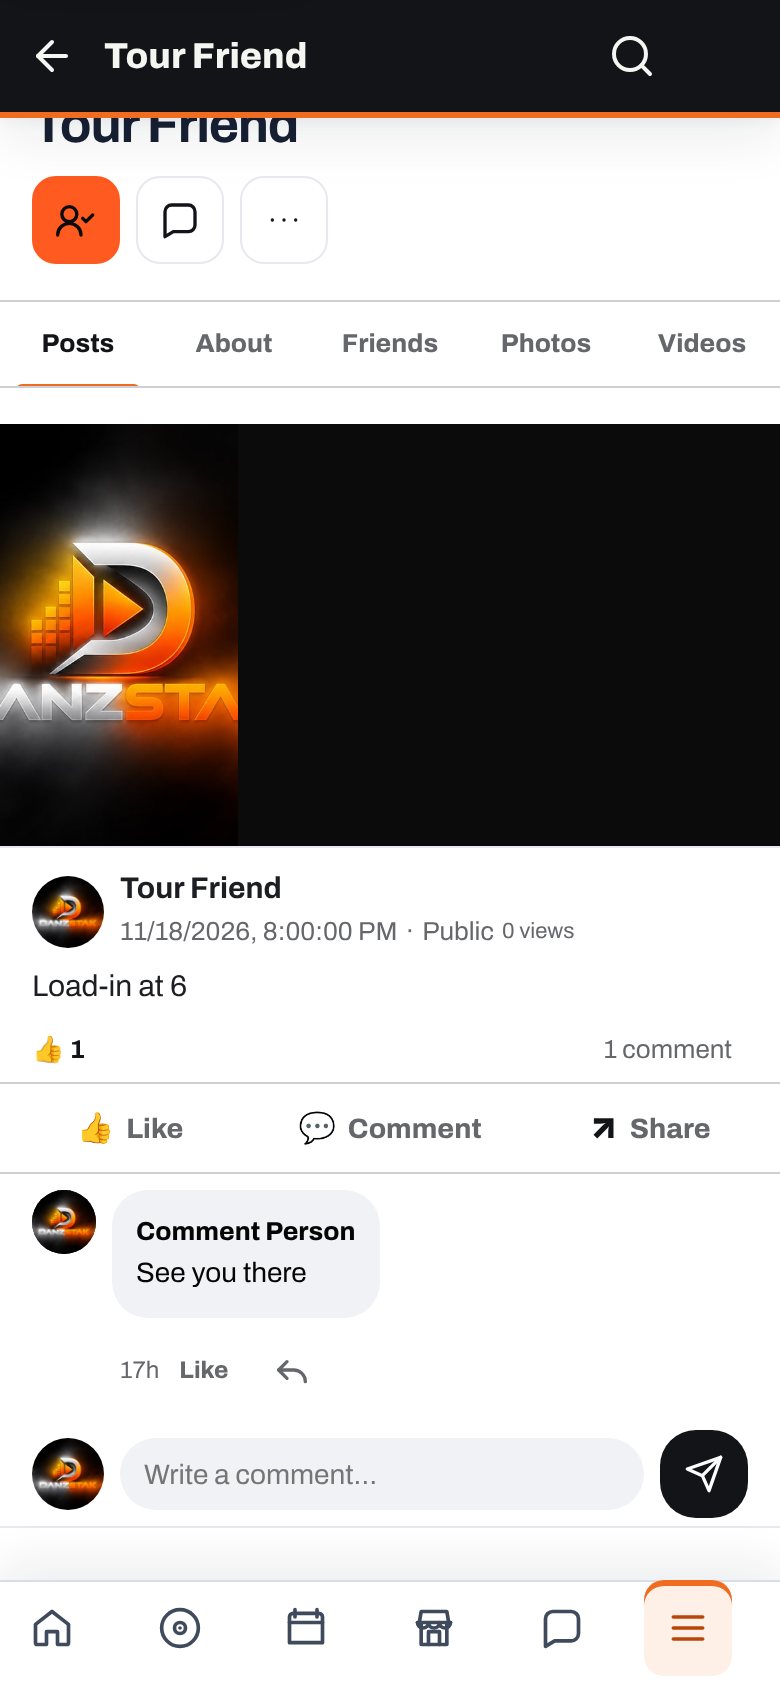 Tour Friend
Tour Friend
Posts About Friends Photos Videos
ANZSTA
Tour Friend
11/18/2026, 8:00:00 PM · Public 0 views
Load-in at 6
👍 1 1 comment
👍 Like 💬 Comment Share
Comment Person
See you there
17h Like
Write a comment...